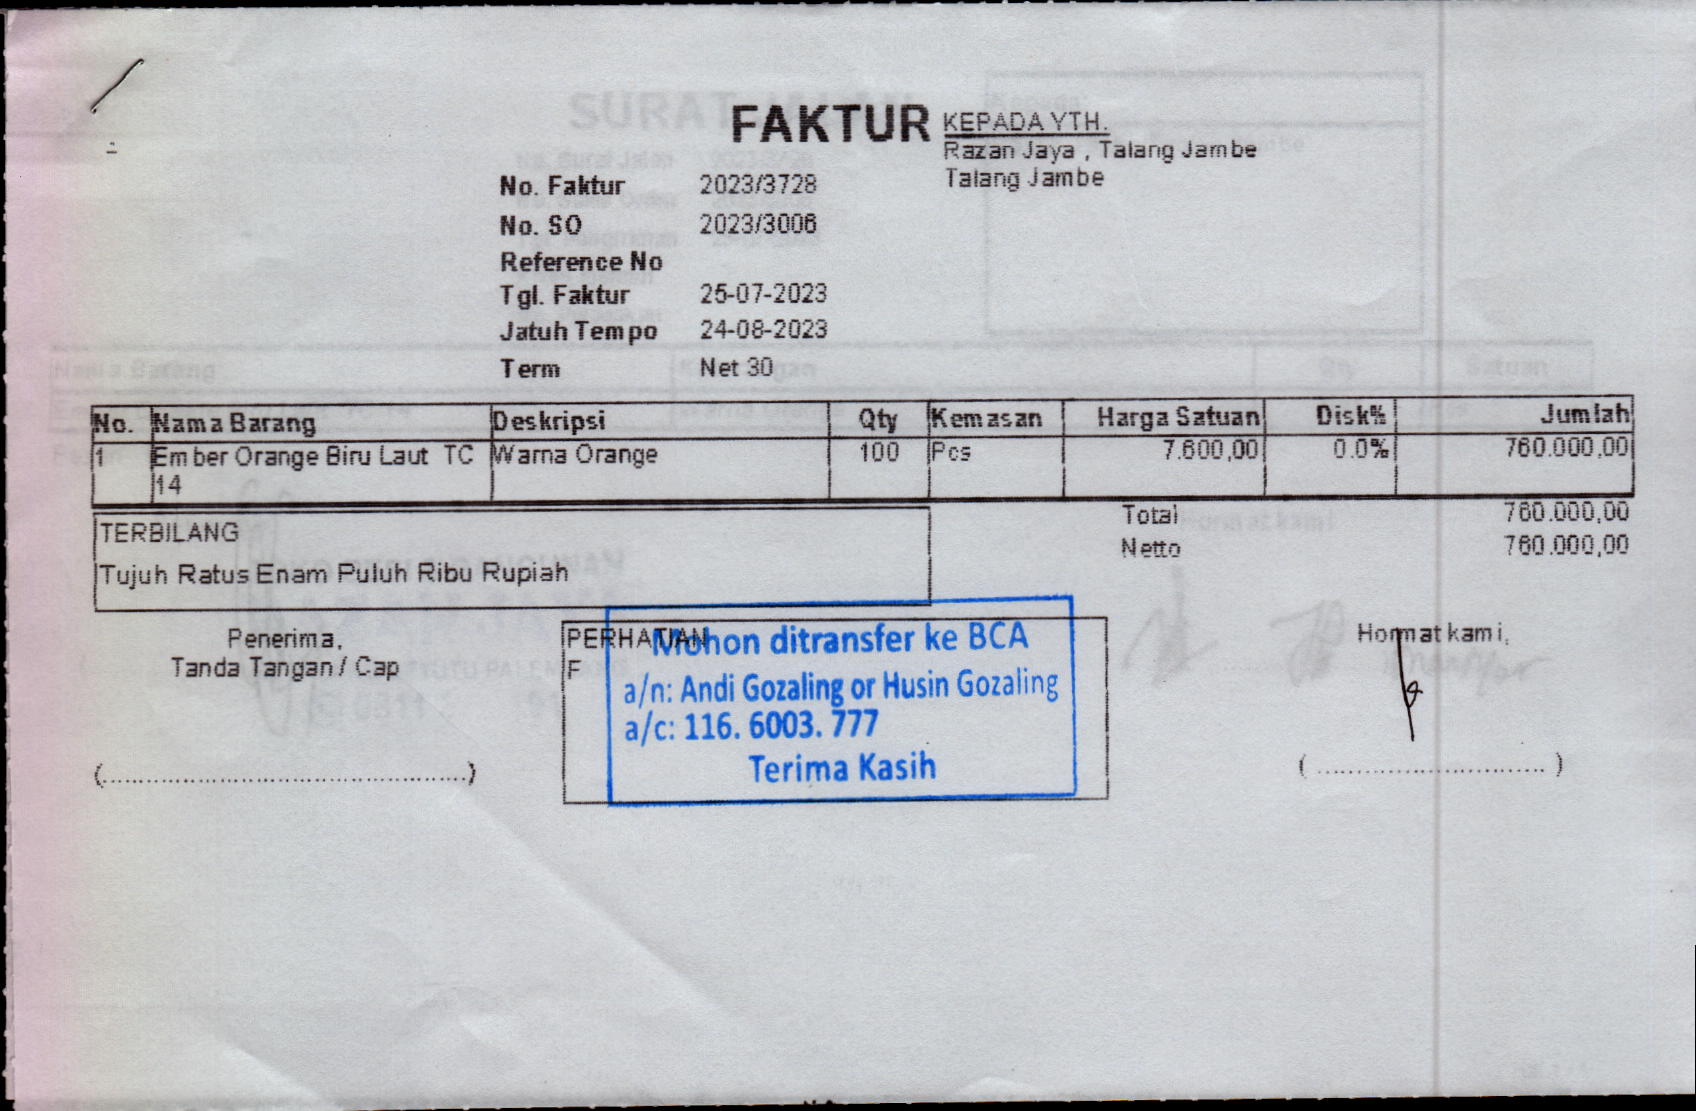 FAKTUR
KEPADA YTH.
Razan Jaya , Talang Jambe
Talang Jambe
No. Faktur 2023/3728
No. SO 2023/3006
Reference No
Tgl. Faktur 25-07-2023
Jatuh Tempo 24-08-2023
Term Net 30
No. Nama Barang Deskripsi Qty Kemasan Harga Satuan Disk% Jumlah
1 Ember Orange Biru Laut TC Warna Orange 100 Pcs 7.600,00 0.0% 760.000,00
14
Total 760.000,00
Netto 760.000,00
TERBILANG
Tujuh Ratus Enam Puluh Ribu Rupiah
Penerima,
Tanda Tangan / Cap
(............................................)
PERHATIAN
F
Mohon ditransfer ke BCA
a/n: Andi Gozaling or Husin Gozaling
a/c: 116. 6003. 777
Terima Kasih
Hormat kami,
( ............................ )